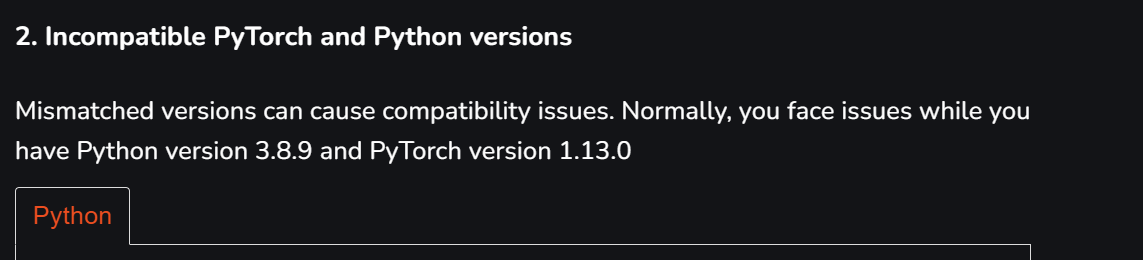 2. Incompatible PyTorch and Python versions
Mismatched versions can cause compatibility issues. Normally, you face issues while you
have Python version 3.8.9 and PyTorch version 1.13.0
Python